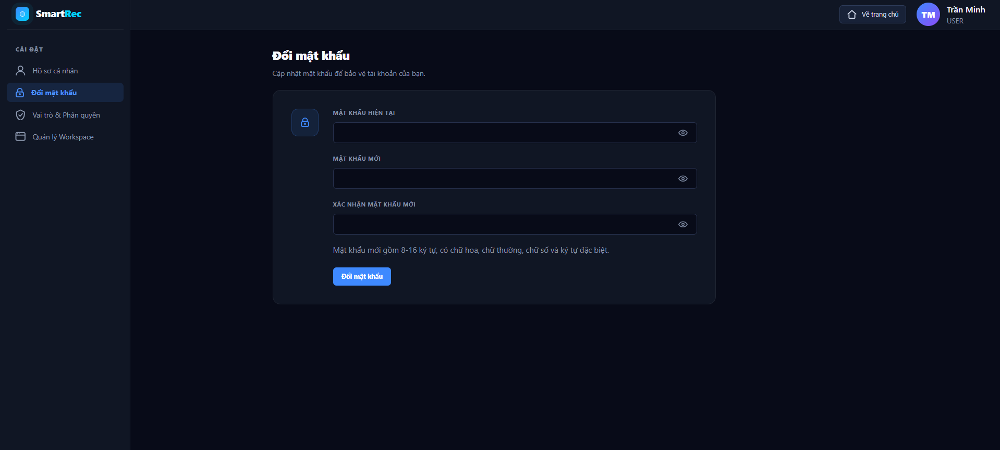 SmartRec
Về trang chủ
TM
Trần Minh
USER
CÀI ĐẶT
Hồ sơ cá nhân
Đổi mật khẩu
Vai trò & Phân quyền
Quản lý Workspace
Đổi mật khẩu
Cập nhật mật khẩu để bảo vệ tài khoản của bạn.
MẬT KHẨU HIỆN TẠI
MẬT KHẨU MỚI
XÁC NHẬN MẬT KHẨU MỚI
Mật khẩu mới gồm 8-16 ký tự, có chữ hoa, chữ thường, chữ số và ký tự đặc biệt.
Đổi mật khẩu